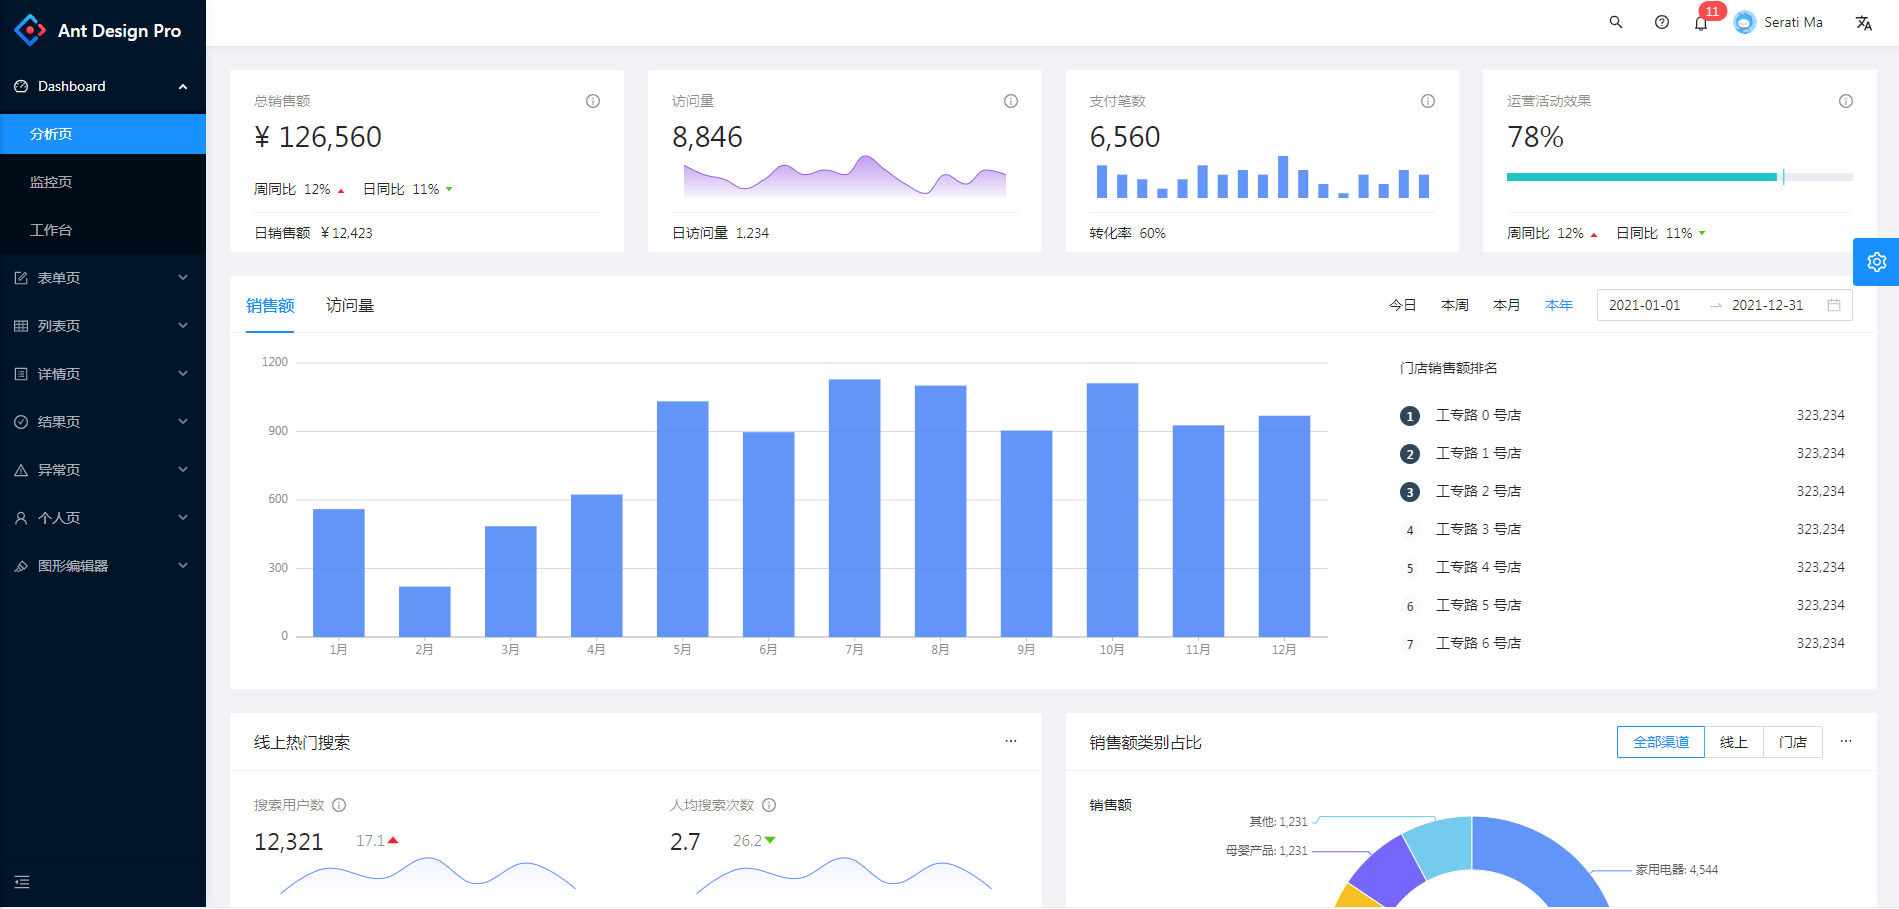 Ant Design Pro
11
Serati Ma
Dashboard
分析页
监控页
工作台
表单页
列表页
详情页
结果页
异常页
个人页
图形编辑器
总销售额
¥ 126,560
周同比 12% 日同比 11%
日销售额 ¥ 12,423
访问量
8,846
日访问量 1,234
支付笔数
6,560
转化率 60%
运营活动效果
78%
周同比 12% 日同比 11%
销售额 访问量
今日 本周 本月 本年 2021-01-01 2021-12-31
1200
900
600
300
0
1月 2月 3月 4月 5月 6月 7月 8月 9月 10月 11月 12月
门店销售额排名
1 工专路 0 号店 323,234
2 工专路 1 号店 323,234
3 工专路 2 号店 323,234
4 工专路 3 号店 323,234
5 工专路 4 号店 323,234
6 工专路 5 号店 323,234
7 工专路 6 号店 323,234
线上热门搜索
搜索用户数
12,321 17.1
人均搜索次数
2.7 26.2
销售额类别占比
全部渠道 线上 门店
销售额
其他: 1,231
母婴产品: 1,231
家用电器: 4,544